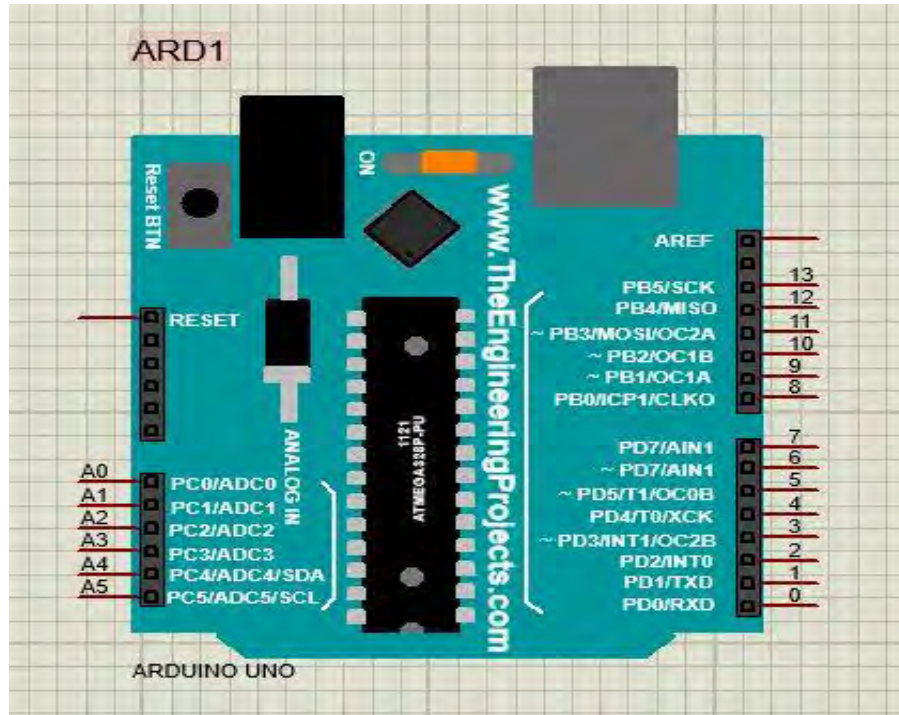 ARD1
ON
Reset BTN
www.TheEngineeringProjects.com
AREF
PB5/SCK 13
PB4/MISO 12
~ PB3/MOSI/OC2A 11
~ PB2/OC1B 10
~ PB1/OC1A 9
PB0/ICP1/CLKO 8
RESET
ANALOG IN
1121
ATMEGA328P-PU
A0 PC0/ADC0
A1 PC1/ADC1
A2 PC2/ADC2
A3 PC3/ADC3
A4 PC4/ADC4/SDA
A5 PC5/ADC5/SCL
PD7/AIN1 7
~ PD7/AIN1 6
~ PD5/T1/OC0B 5
PD4/T0/XCK 4
~ PD3/INT1/OC2B 3
PD2/INT0 2
PD1/TXD 1
PD0/RXD 0
ARDUINO UNO